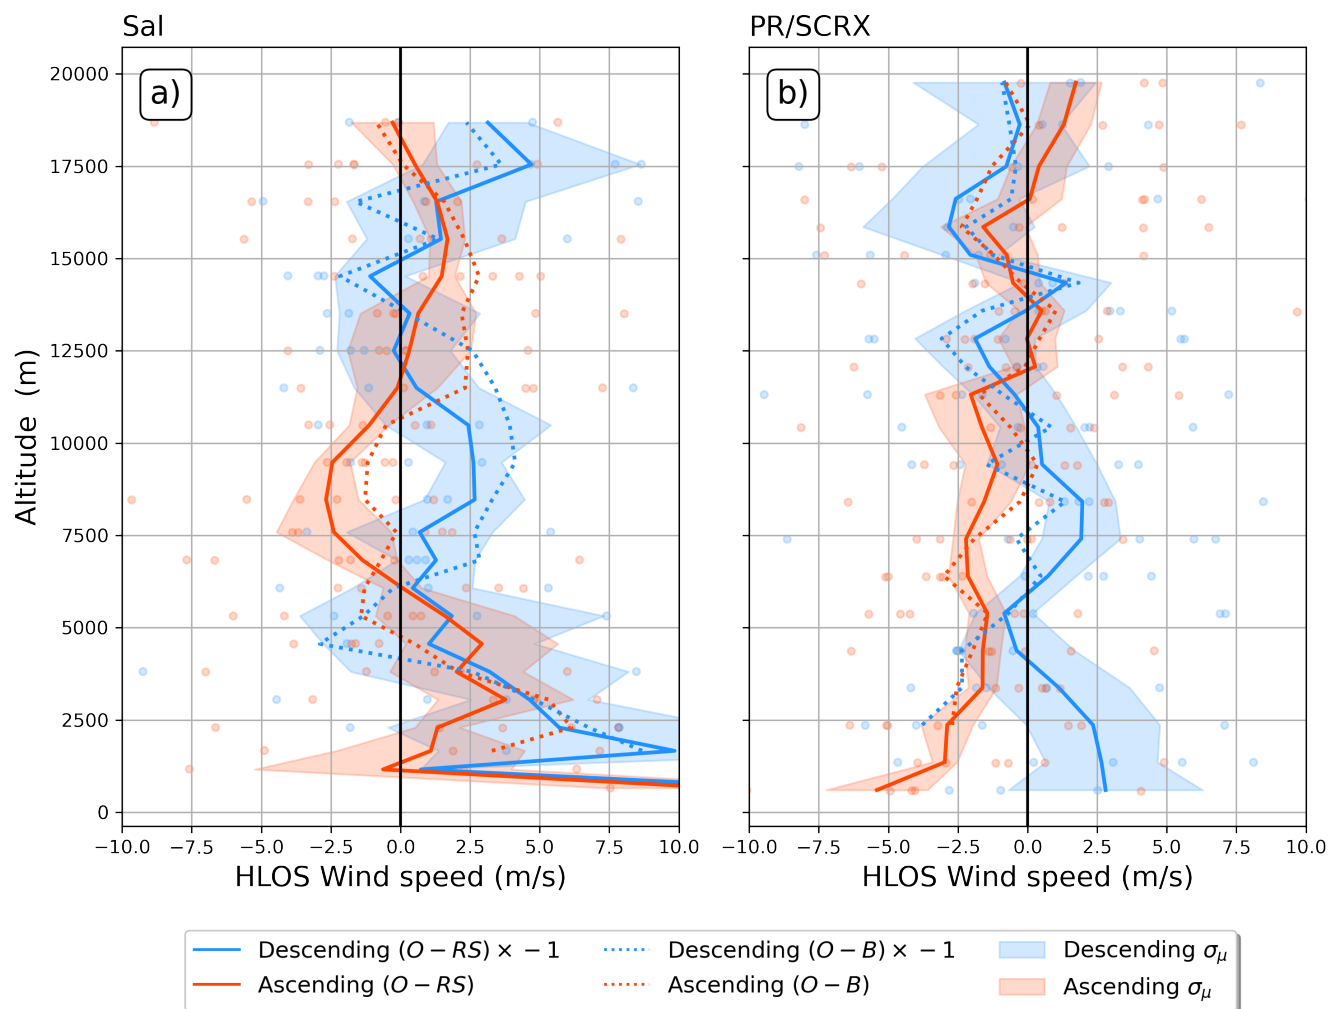 Sal
PR/SCRX
a)
b)
20000
17500
15000
12500
10000
7500
5000
2500
0
Altitude (m)
−10.0 −7.5 −5.0 −2.5 0.0 2.5 5.0 7.5 10.0
−10.0 −7.5 −5.0 −2.5 0.0 2.5 5.0 7.5 10.0
HLOS Wind speed (m/s)
HLOS Wind speed (m/s)
Descending (O − RS) × − 1
Descending (O − B) × − 1
Descending σμ
Ascending (O − RS)
Ascending (O − B)
Ascending σμ